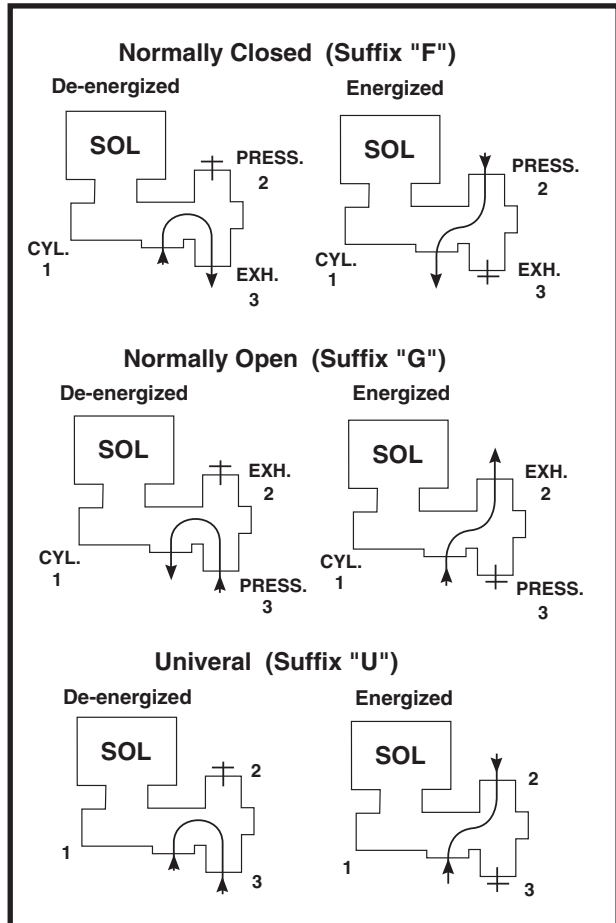 Normally Closed (Suffix "F")
De-energized
Energized
SOL
PRESS.
2
CYL.
1
EXH.
3
SOL
PRESS.
2
CYL.
1
EXH.
3
Normally Open (Suffix "G")
De-energized
Energized
SOL
EXH.
2
CYL.
1
PRESS.
3
SOL
EXH.
2
CYL.
1
PRESS.
3
Univeral (Suffix "U")
De-energized
Energized
SOL
2
1
3
SOL
2
1
3